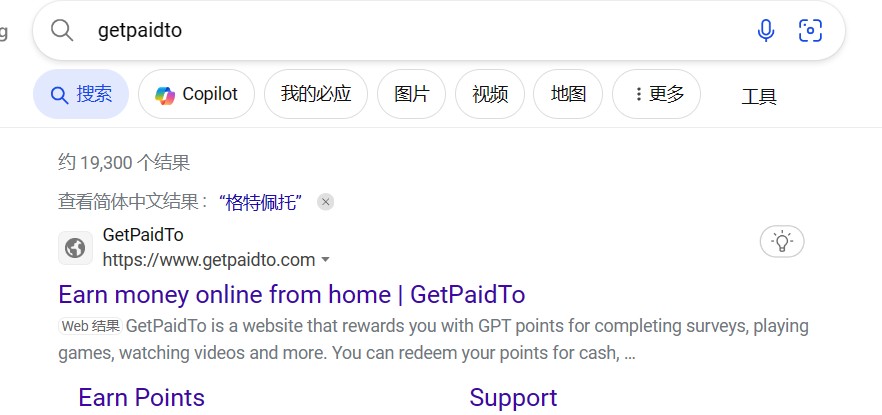 g
getpaidto
搜索 Copilot 我的必应 图片 视频 地图 更多 工具
约 19,300 个结果
查看简体中文结果: “格特佩托”
GetPaidTo
https://www.getpaidto.com
Earn money online from home | GetPaidTo
Web 结果 GetPaidTo is a website that rewards you with GPT points for completing surveys, playing
games, watching videos and more. You can redeem your points for cash, ...
Earn Points Support